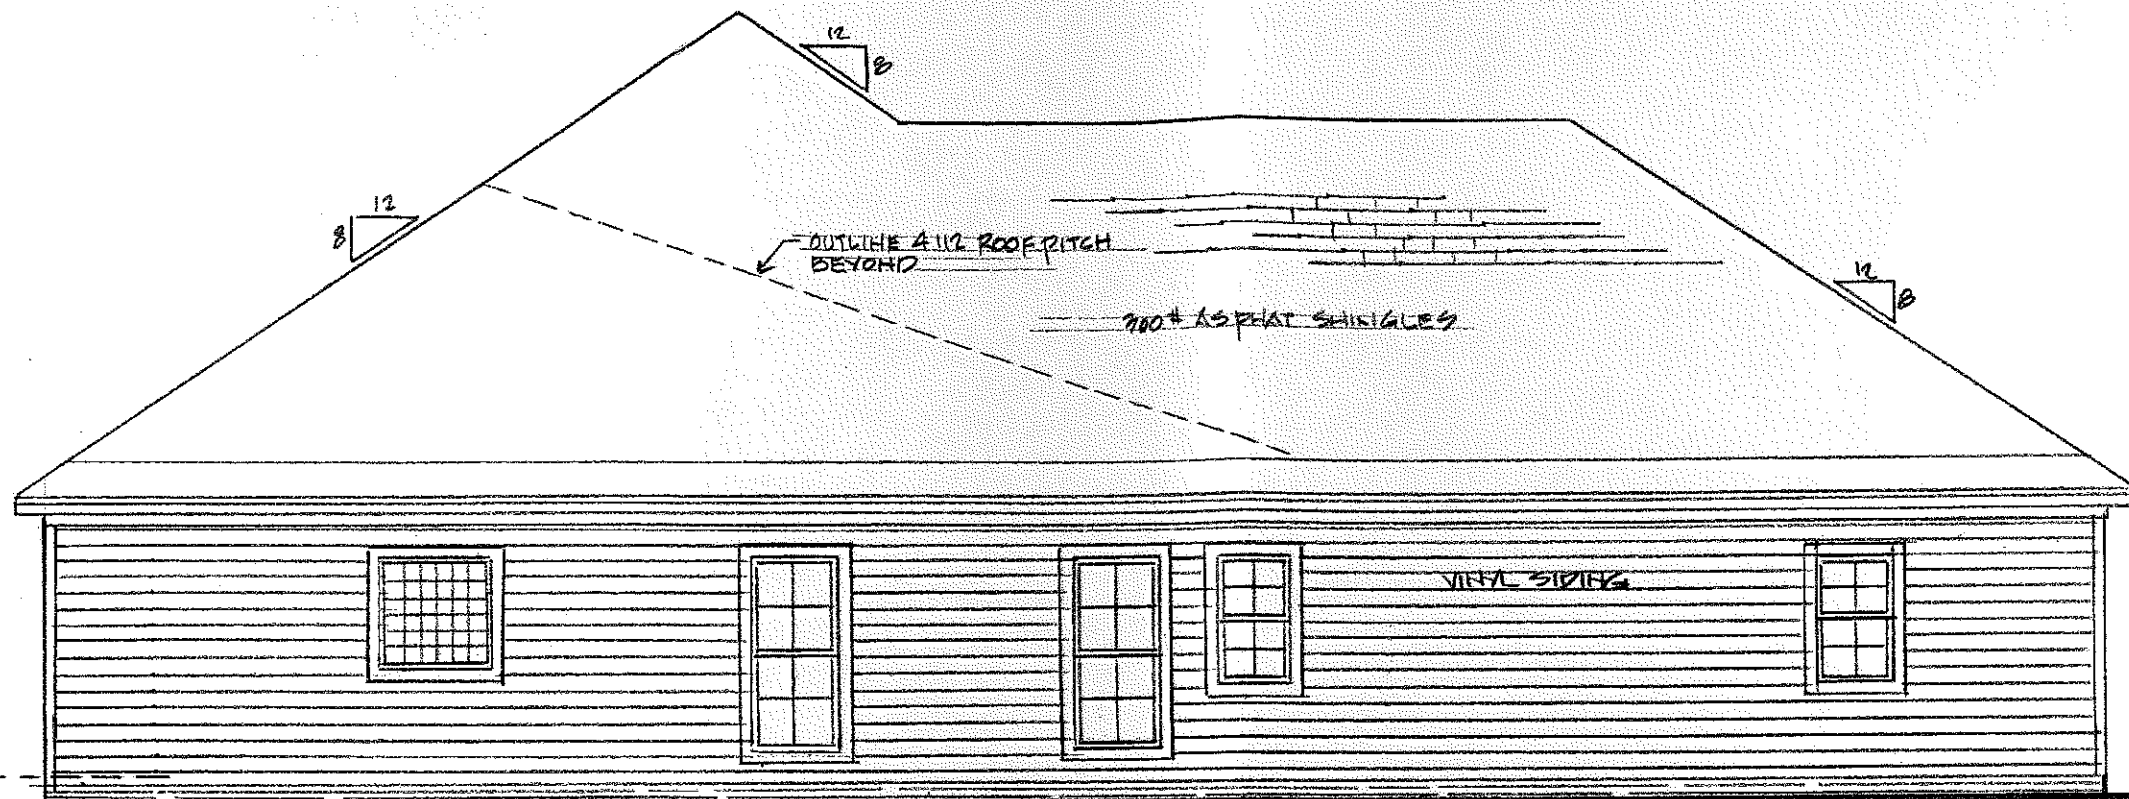 12
8
12
8
OUTLINE 4:12 ROOF PITCH
BEYOND
12
8
300# ASPHAT SHINGLES
VINYL SIDING